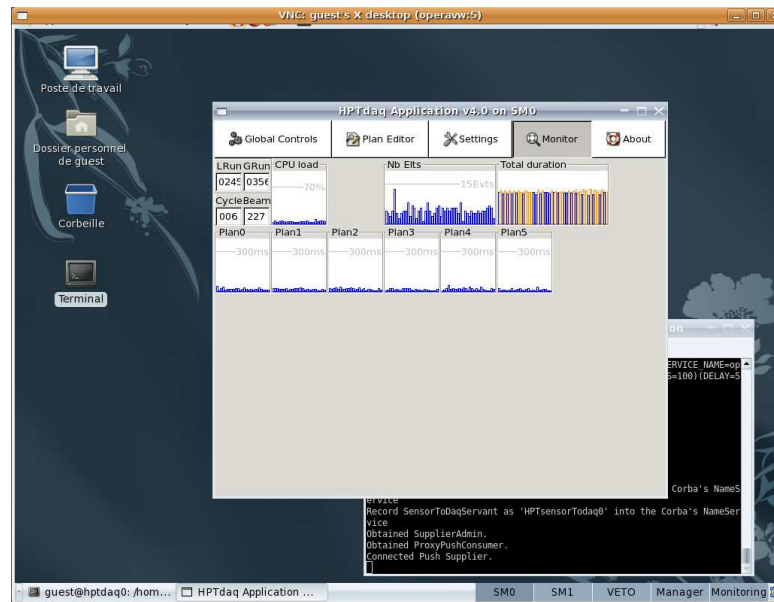 VNC: guest's X desktop (operavw:5)
Poste de travail
Dossier personnel
de guest
Corbeille
Terminal
HPTdaq Application v4.0 on SM0
Global Controls Plan Editor Settings Monitor About
LRun GRun CPU load Nb Elts Total duration
0245 0356 70% 15Evts
Cycle Beam
006 227
Plan0 Plan1 Plan2 Plan3 Plan4 Plan5
300ms 300ms 300ms 300ms 300ms 300ms
on
ERVICE_NAME=op
S=100)(DELAY=5
Corba's NameS
ervice
Record SensorToDaqServant as 'HPTsensorTodaq0' into the Corba's NameSer
vice
Obtained SupplierAdmin.
Obtained ProxyPushConsumer.
Connected Push Supplier.
guest@hptdaq0: /hom... HPTdaq Application ... SM0 SM1 VETO Manager Monitoring